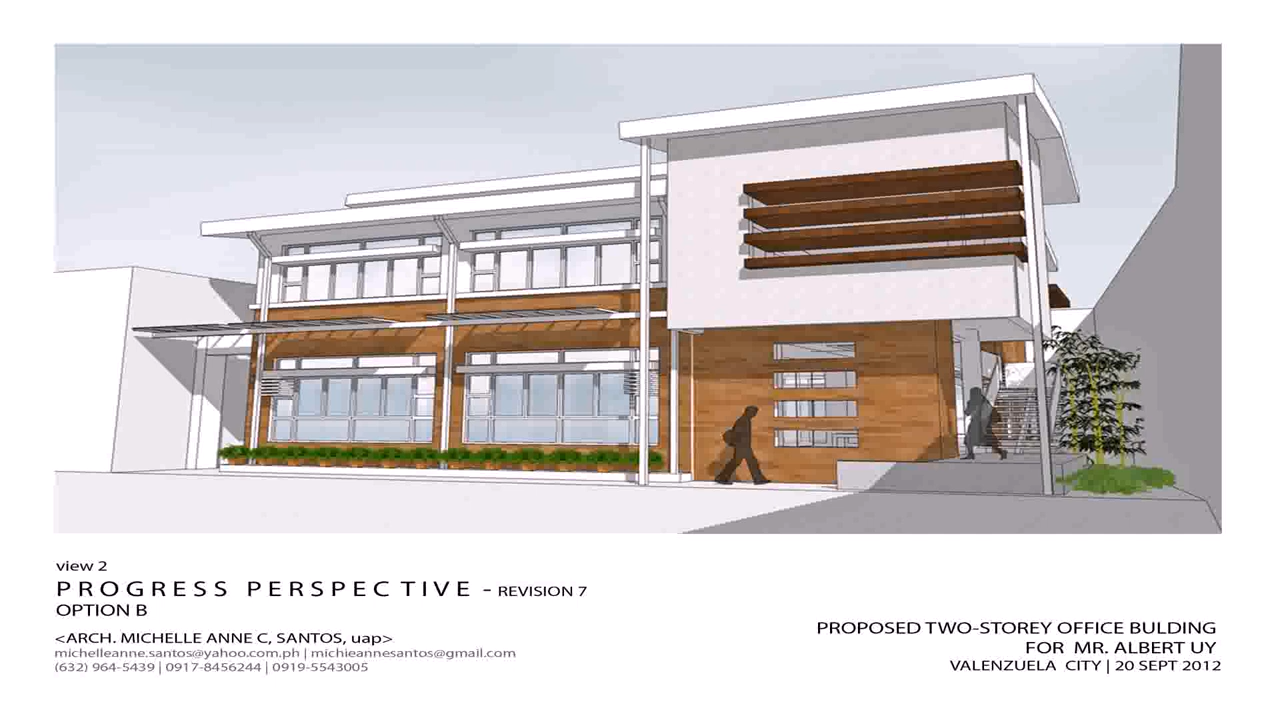 view 2
PROGRESS PERSPECTIVE - REVISION 7
OPTION B
<ARCH. MICHELLE ANNE C, SANTOS, uap>
michelleanne.santos@yahoo.com.ph | michieannesantos@gmail.com
(632) 964-5439 | 0917-8456244 | 0919-5543005
PROPOSED TWO-STOREY OFFICE BULDING
FOR MR. ALBERT UY
VALENZUELA CITY | 20 SEPT 2012